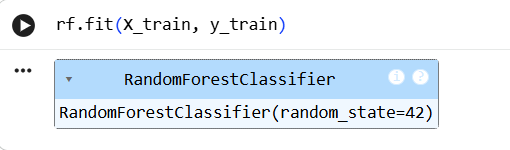 rf.fit(X_train, y_train)
RandomForestClassifier i ?
RandomForestClassifier(random_state=42)